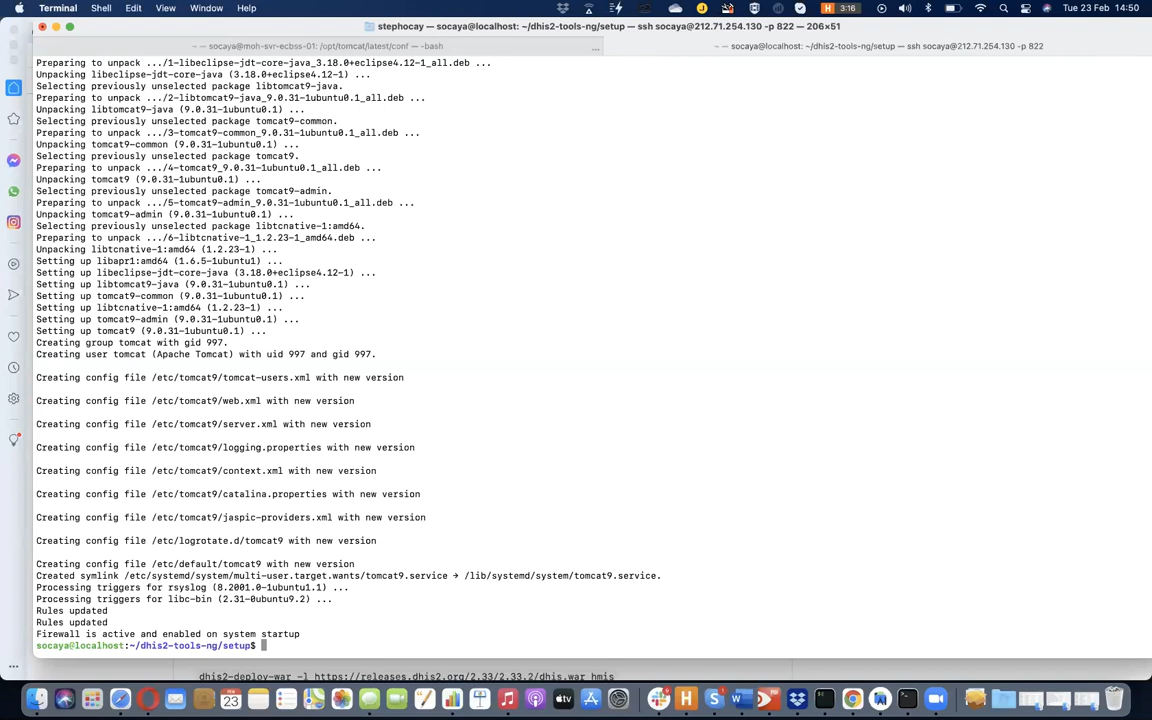 Terminal Shell Edit View Window Help
3:16
Tue 23 Feb 14:50
stephocay — socaya@localhost: ~/dhis2-tools-ng/setup — ssh socaya@212.71.254.130 -p 822 — 206×51
~ — socaya@moh-svr-ecbss-01: /opt/tomcat/latest/conf — -bash
~ — socaya@localhost: ~/dhis2-tools-ng/setup — ssh socaya@212.71.254.130 -p 822
Preparing to unpack .../1-libeclipse-jdt-core-java_3.18.0+eclipse4.12-1_all.deb ...
Unpacking libeclipse-jdt-core-java (3.18.0+eclipse4.12-1) ...
Selecting previously unselected package libtomcat9-java.
Preparing to unpack .../2-libtomcat9-java_9.0.31-1ubuntu0.1_all.deb ...
Unpacking libtomcat9-java (9.0.31-1ubuntu0.1) ...
Selecting previously unselected package tomcat9-common.
Preparing to unpack .../3-tomcat9-common_9.0.31-1ubuntu0.1_all.deb ...
Unpacking tomcat9-common (9.0.31-1ubuntu0.1) ...
Selecting previously unselected package tomcat9.
Preparing to unpack .../4-tomcat9_9.0.31-1ubuntu0.1_all.deb ...
Unpacking tomcat9 (9.0.31-1ubuntu0.1) ...
Selecting previously unselected package tomcat9-admin.
Preparing to unpack .../5-tomcat9-admin_9.0.31-1ubuntu0.1_all.deb ...
Unpacking tomcat9-admin (9.0.31-1ubuntu0.1) ...
Selecting previously unselected package libtcnative-1:amd64.
Preparing to unpack .../6-libtcnative-1_1.2.23-1_amd64.deb ...
Unpacking libtcnative-1:amd64 (1.2.23-1) ...
Setting up libapr1:amd64 (1.6.5-1ubuntu1) ...
Setting up libeclipse-jdt-core-java (3.18.0+eclipse4.12-1) ...
Setting up libtomcat9-java (9.0.31-1ubuntu0.1) ...
Setting up tomcat9-common (9.0.31-1ubuntu0.1) ...
Setting up libtcnative-1:amd64 (1.2.23-1) ...
Setting up tomcat9-admin (9.0.31-1ubuntu0.1) ...
Setting up tomcat9 (9.0.31-1ubuntu0.1) ...
Creating group tomcat with gid 997.
Creating user tomcat (Apache Tomcat) with uid 997 and gid 997.
Creating config file /etc/tomcat9/tomcat-users.xml with new version
Creating config file /etc/tomcat9/web.xml with new version
Creating config file /etc/tomcat9/server.xml with new version
Creating config file /etc/tomcat9/logging.properties with new version
Creating config file /etc/tomcat9/context.xml with new version
Creating config file /etc/tomcat9/catalina.properties with new version
Creating config file /etc/tomcat9/jaspic-providers.xml with new version
Creating config file /etc/logrotate.d/tomcat9 with new version
Creating config file /etc/default/tomcat9 with new version
Created symlink /etc/systemd/system/multi-user.target.wants/tomcat9.service → /lib/systemd/system/tomcat9.service.
Processing triggers for rsyslog (8.2001.0-1ubuntu1.1) ...
Processing triggers for libc-bin (2.31-0ubuntu9.2) ...
Rules updated
Rules updated
Firewall is active and enabled on system startup
socaya@localhost:~/dhis2-tools-ng/setup$
dhis2-deploy-war -l https://releases.dhis2.org/2.33/2.33.2/dhis.war hmis